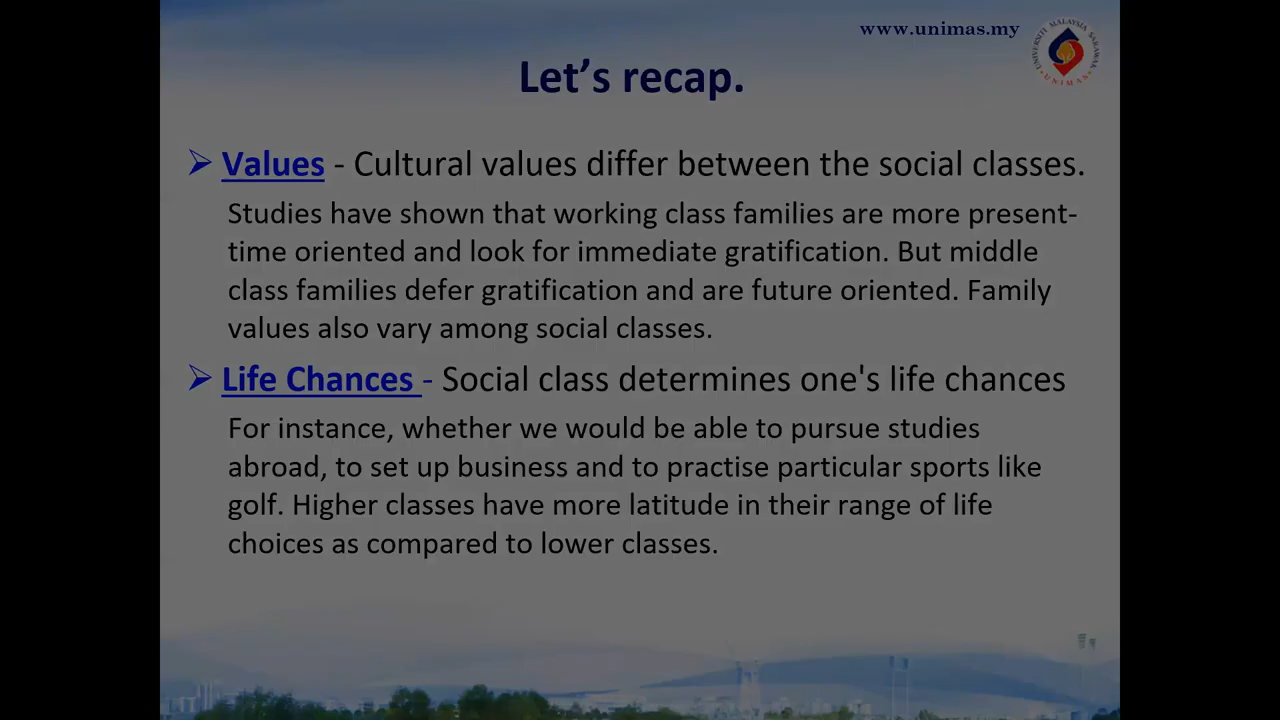 www.unimas.my
UNIVERSITI MALAYSIA SARAWAK
UNIMAS
Let’s recap.
➢ Values - Cultural values differ between the social classes.
Studies have shown that working class families are more present-
time oriented and look for immediate gratification. But middle
class families defer gratification and are future oriented. Family
values also vary among social classes.
➢ Life Chances - Social class determines one's life chances
For instance, whether we would be able to pursue studies
abroad, to set up business and to practise particular sports like
golf. Higher classes have more latitude in their range of life
choices as compared to lower classes.